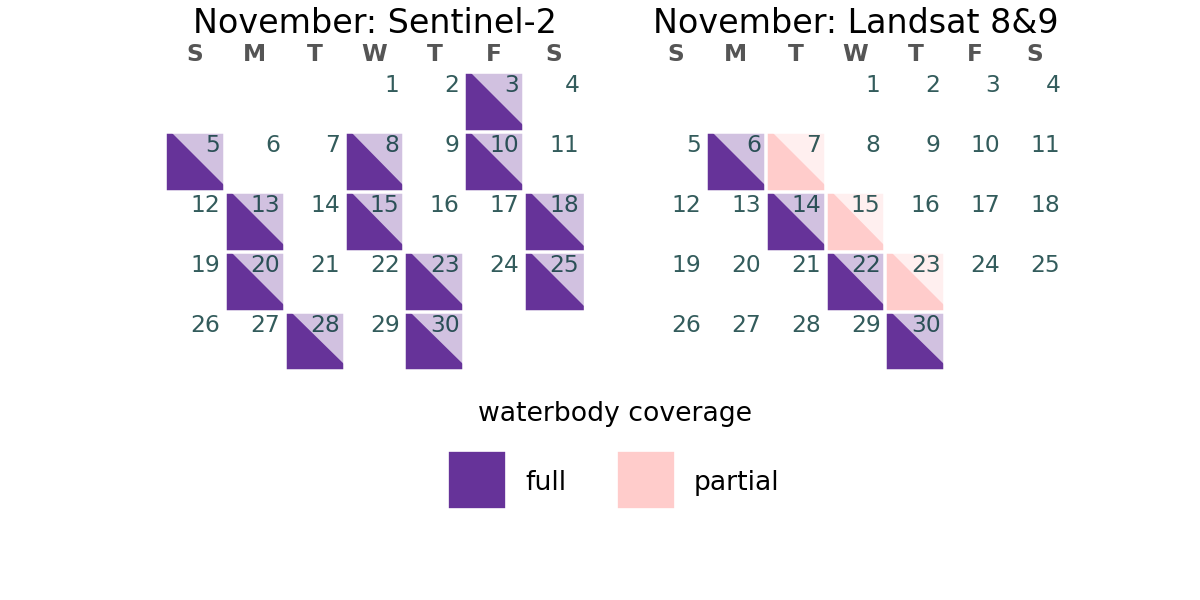 November: Sentinel-2
S M T W T F S
1 2 3 4
5 6 7 8 9 10 11
12 13 14 15 16 17 18
19 20 21 22 23 24 25
26 27 28 29 30
November: Landsat 8&9
S M T W T F S
1 2 3 4
5 6 7 8 9 10 11
12 13 14 15 16 17 18
19 20 21 22 23 24 25
26 27 28 29 30
waterbody coverage
full partial